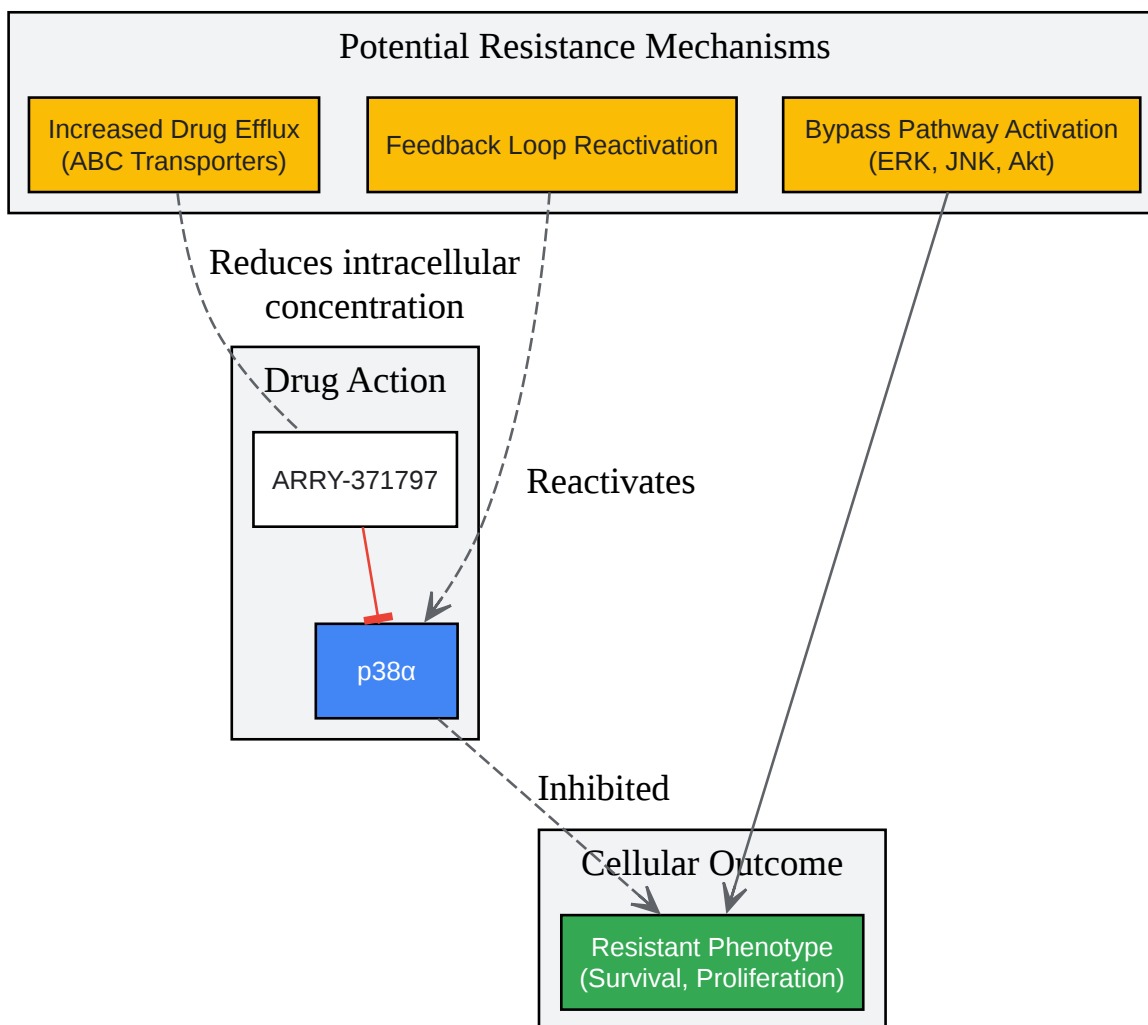 Potential Resistance Mechanisms
Increased Drug Efflux
(ABC Transporters)
Feedback Loop Reactivation
Bypass Pathway Activation
(ERK, JNK, Akt)
Reduces intracellular
concentration
Drug Action
ARRY-371797
Reactivates
p38α
Inhibited
Cellular Outcome
Resistant Phenotype
(Survival, Proliferation)